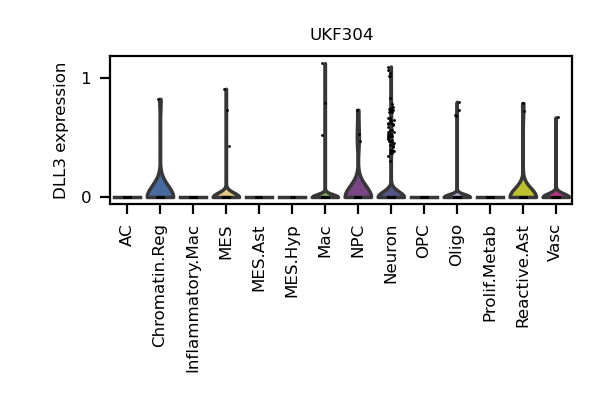 UKF304
DLL3 expression
1
0
AC
Chromatin.Reg
Inflammatory.Mac
MES
MES.Ast
MES.Hyp
Mac
NPC
Neuron
OPC
Oligo
Prolif.Metab
Reactive.Ast
Vasc